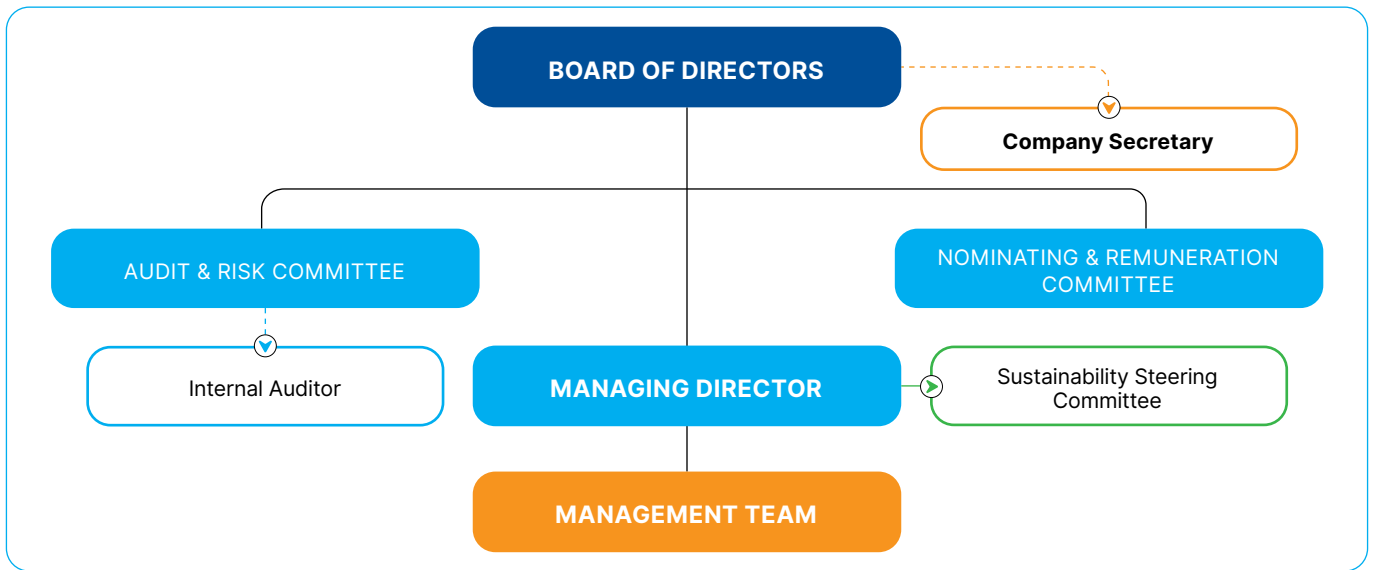 BOARD OF DIRECTORS
Company Secretary
AUDIT & RISK COMMITTEE
NOMINATING & REMUNERATION
COMMITTEE
Internal Auditor
MANAGING DIRECTOR
Sustainability Steering
Committee
MANAGEMENT TEAM